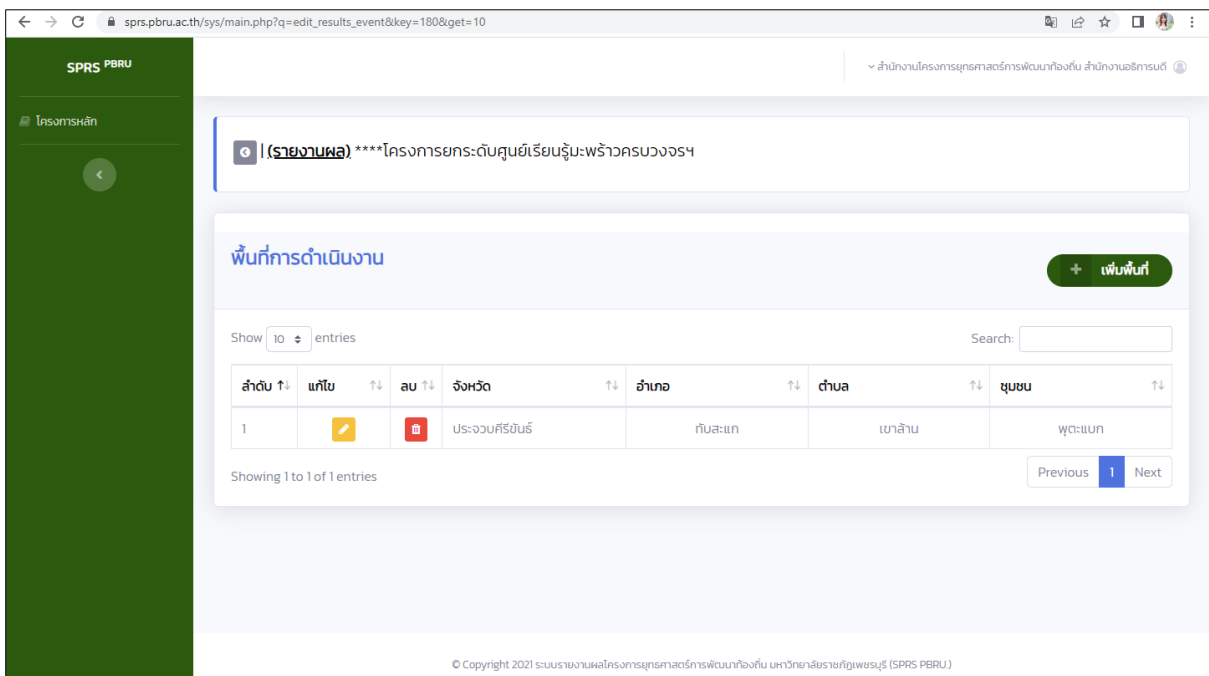 sprs.pbru.ac.th/sys/main.php?q=edit_results_event&key=180&get=10
SPRS PBRU
สำนักงานโครงการยุทธศาสตร์การพัฒนาท้องถิ่น สำนักงานอธิการบดี
โครงการหลัก
| (รายงานผล) ****โครงการยกระดับศูนย์เรียนรู้มะพร้าวครบวงจรฯ
พื้นที่การดำเนินงาน
+ เพิ่มพื้นที่
Show 10 entries Search:
ลำดับ แก้ไข ลบ จังหวัด อำเภอ ตำบล ชุมชน
1 ประจวบคีรีขันธ์ ทับสะแก เขาล้าน พุตะแบก
Showing 1 to 1 of 1 entries Previous 1 Next
© Copyright 2021 ระบบรายงานผลโครงการยุทธศาสตร์การพัฒนาท้องถิ่น มหาวิทยาลัยราชภัฏเพชรบุรี (SPRS PBRU.)